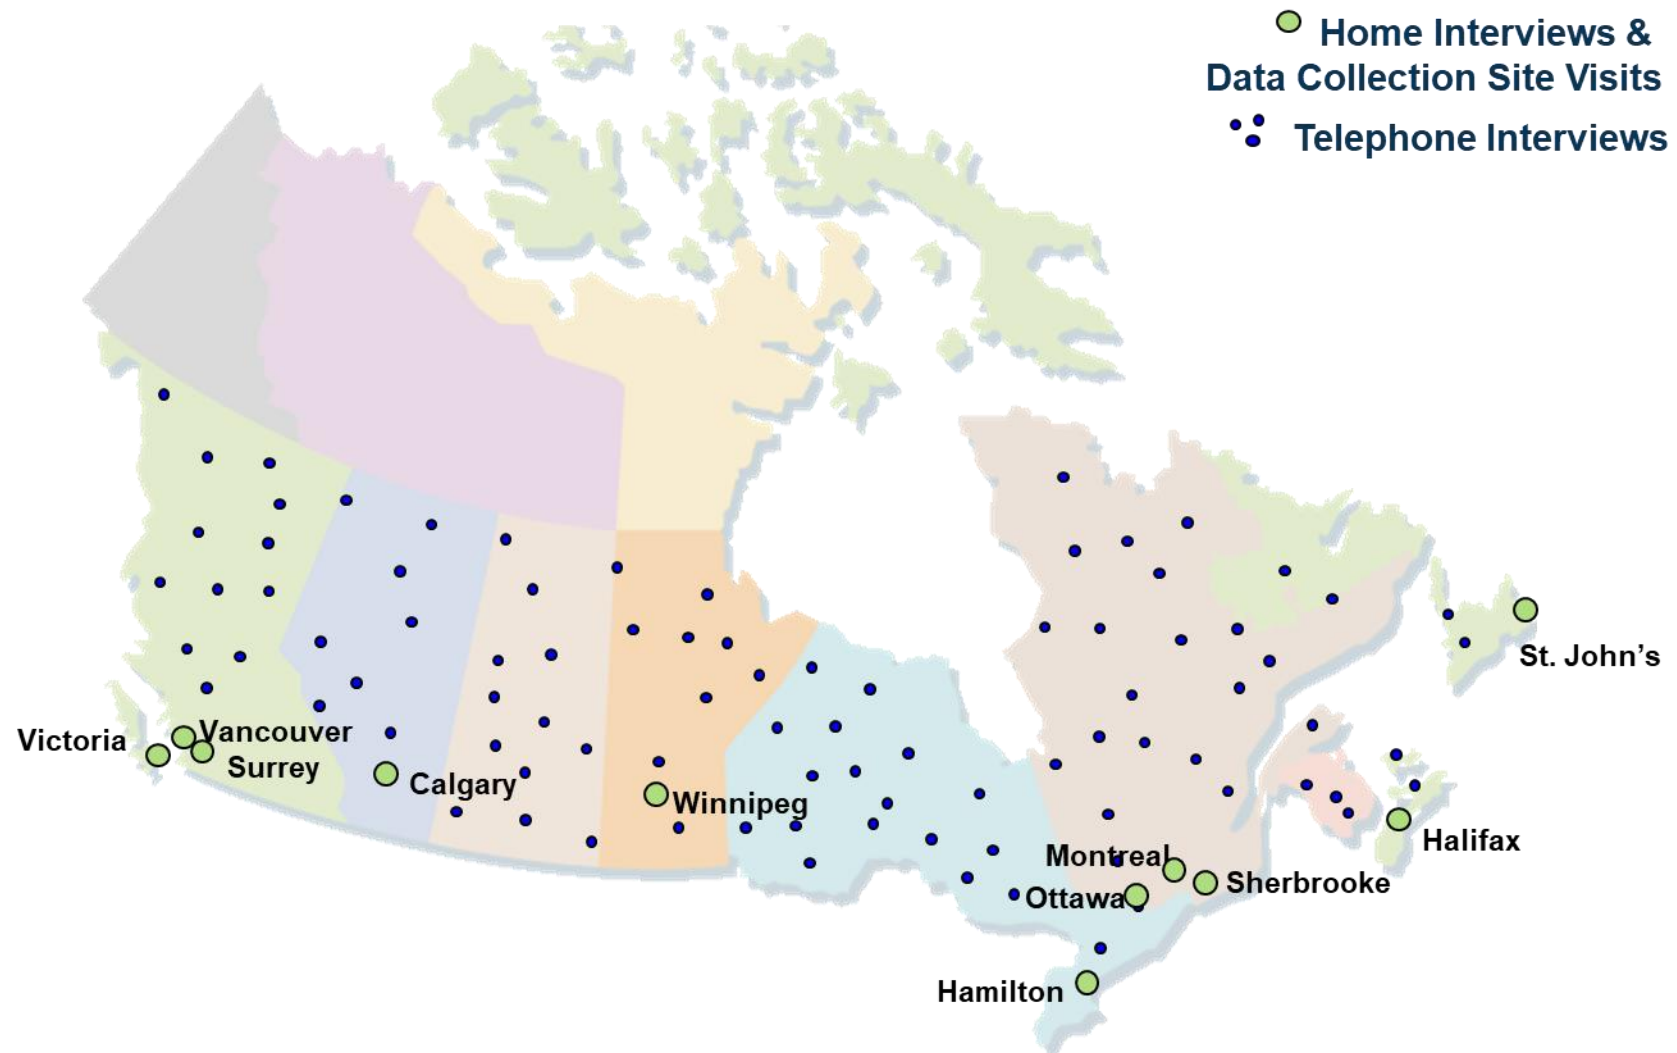 Home Interviews &
Data Collection Site Visits
Telephone Interviews
St. John’s
Victoria
Vancouver
Surrey
Calgary
Winnipeg
Halifax
Montreal
Sherbrooke
Ottawa
Hamilton